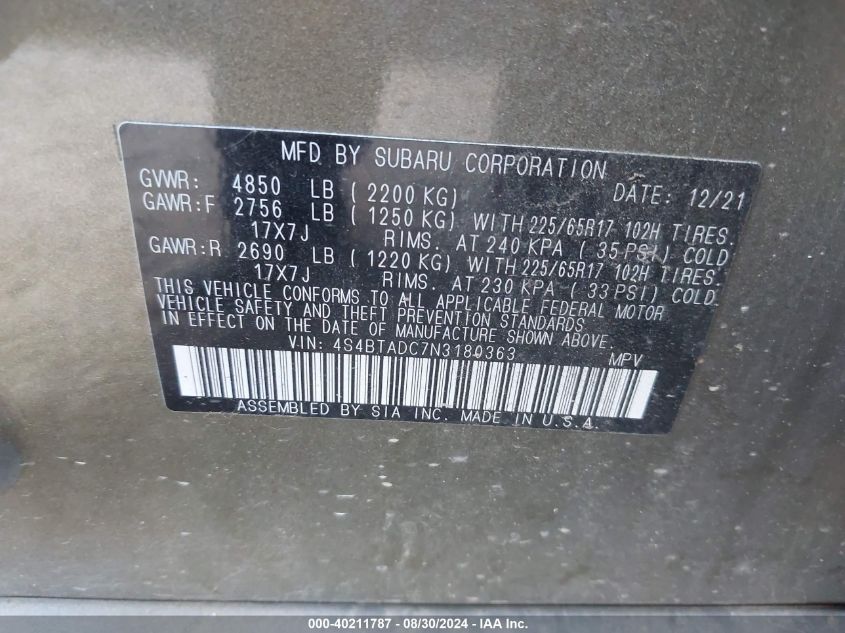 MFD BY SUBARU CORPORATION
GVWR: 4850 LB ( 2200 KG) DATE: 12/21
GAWR:F 2756 LB ( 1250 KG) WITH 225/65R17 102H TIRES,
17X7J RIMS. AT 240 KPA ( 35 PSI) COLD
GAWR:R 2690 LB ( 1220 KG) WITH 225/65R17 102H TIRES,
17X7J RIMS. AT 230 KPA ( 33 PSI) COLD.
THIS VEHICLE CONFORMS TO ALL APPLICABLE FEDERAL MOTOR
VEHICLE SAFETY AND THEFT PREVENTION STANDARDS
IN EFFECT ON THE DATE OF MANUFACTURE SHOWN ABOVE.
VIN: 4S4BTADC7N3180363 MPV
ASSEMBLED BY SIA INC. MADE IN U.S.A.
000-40211787 - 08/30/2024 - IAA Inc.